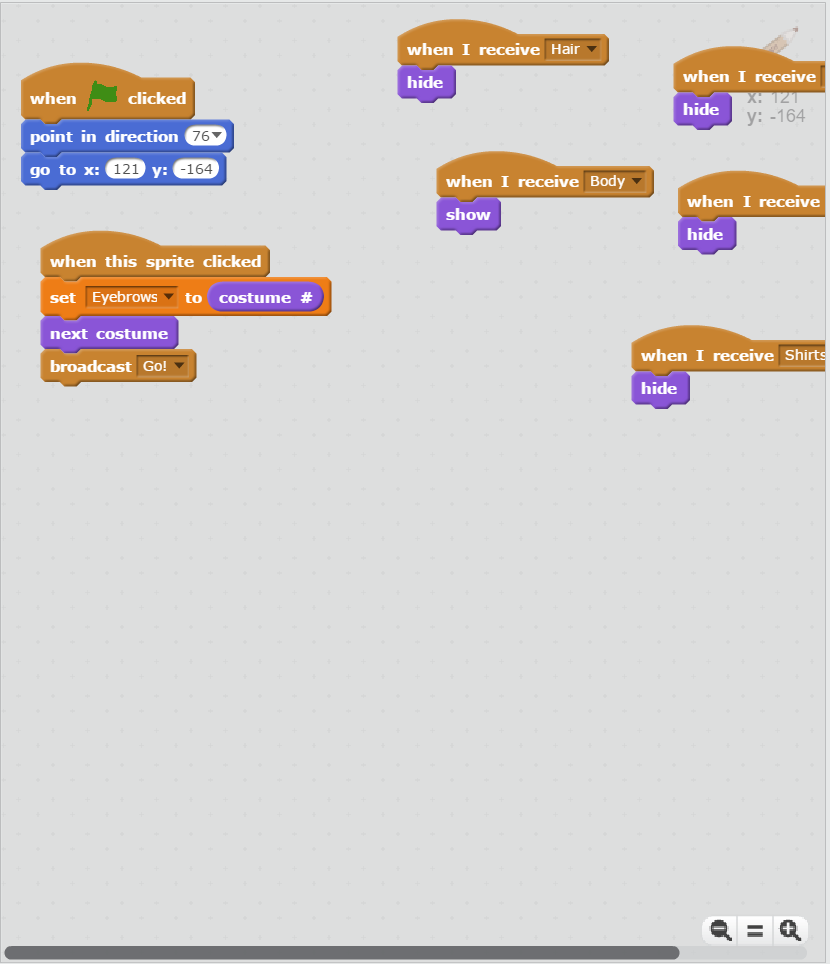 when clicked
point in direction 76
go to x: 121 y: -164
when this sprite clicked
set Eyebrows to costume #
next costume
broadcast Go!
when I receive Hair
hide
when I receive Body
show
when I receive
hide
x: 121
y: -164
when I receive
hide
when I receive Shirts
hide